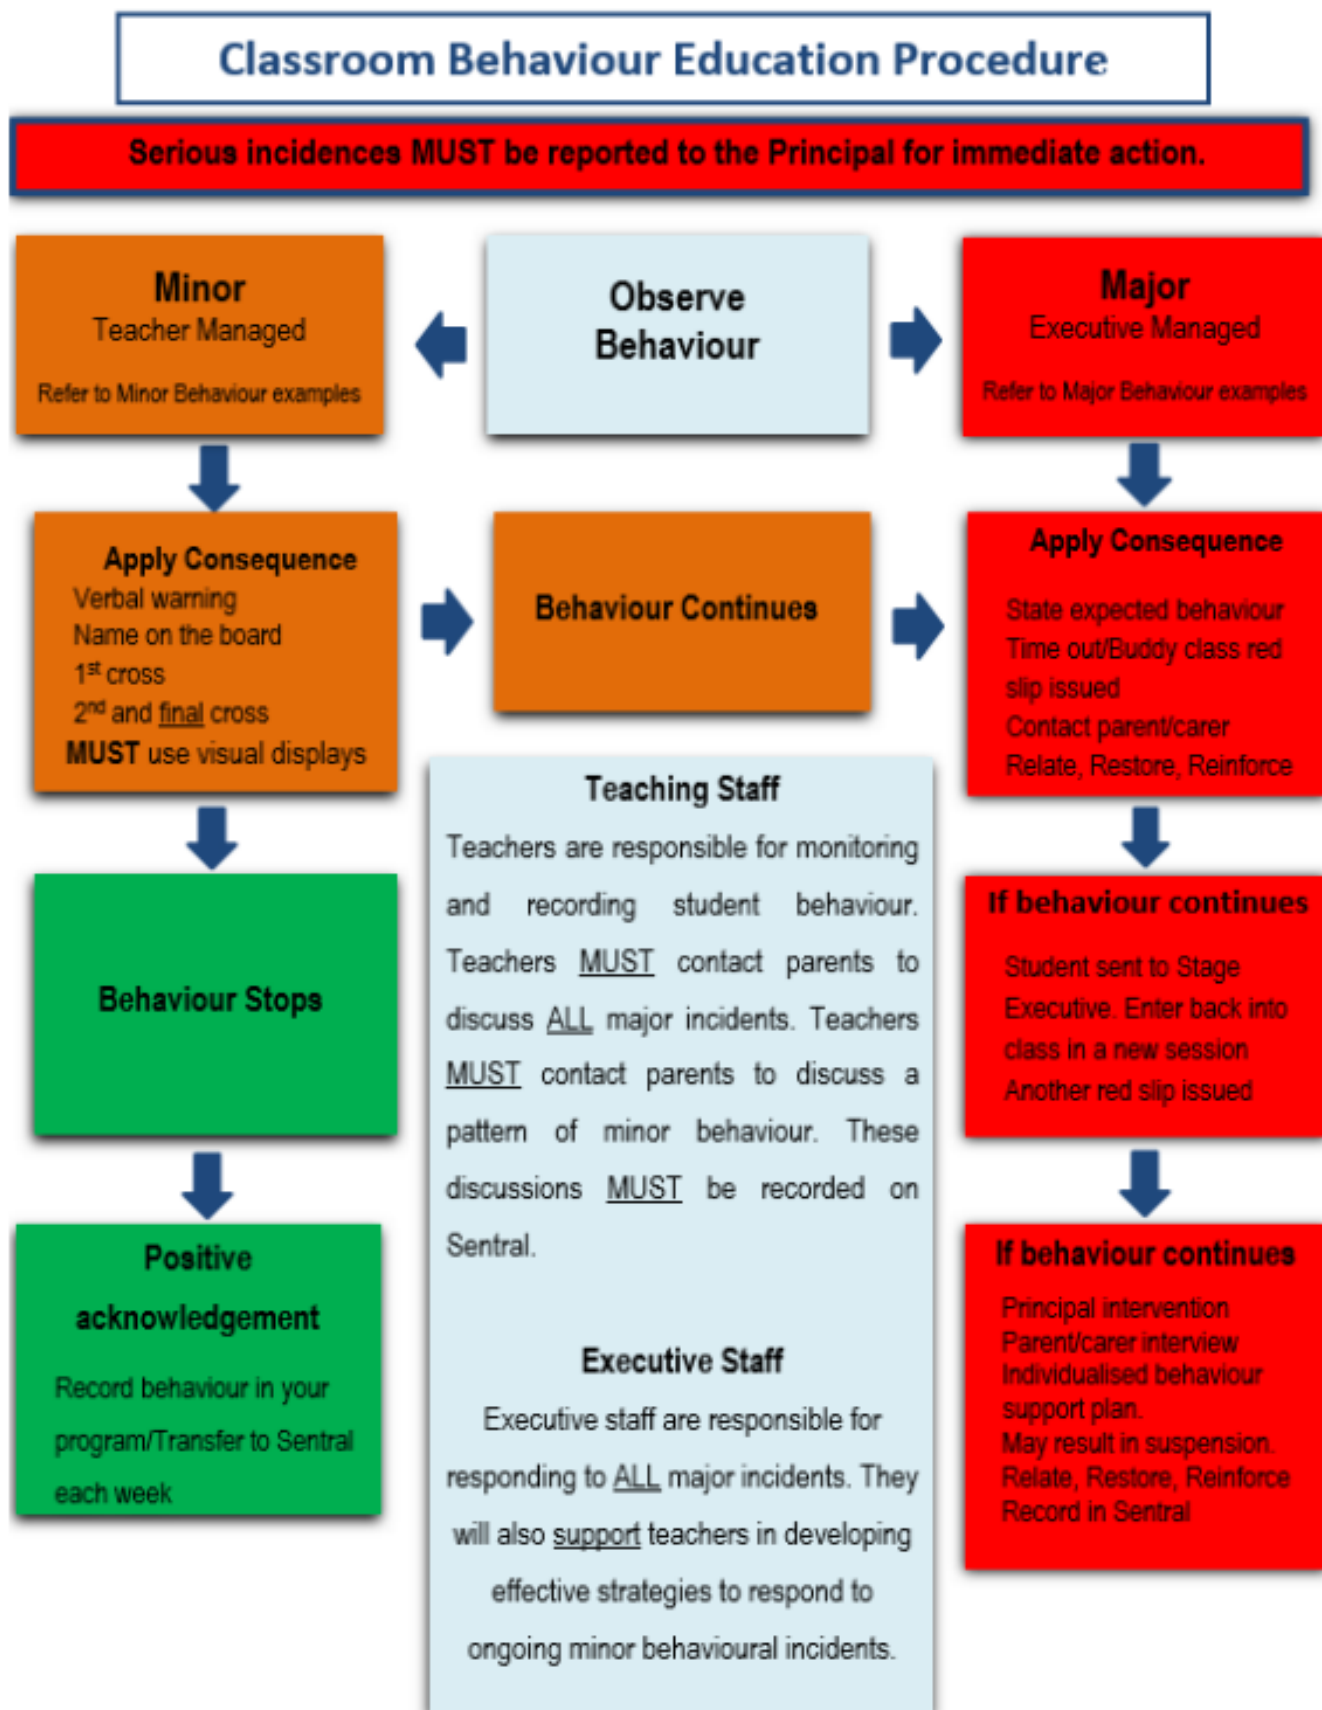 Classroom Behaviour Education Procedure
Serious incidences MUST be reported to the Principal for immediate action.
Minor
Teacher Managed
Refer to Minor Behaviour examples
Observe
Behaviour
Major
Executive Managed
Refer to Major Behaviour examples
Apply Consequence
Verbal warning
Name on the board
1st cross
2nd and final cross
MUST use visual displays
Behaviour Continues
Apply Consequence
State expected behaviour
Time out/Buddy class red
slip issued
Contact parent/carer
Relate, Restore, Reinforce
Behaviour Stops
Teaching Staff
Teachers are responsible for monitoring
and recording student behaviour.
Teachers MUST contact parents to
discuss ALL major incidents. Teachers
MUST contact parents to discuss a
pattern of minor behaviour. These
discussions MUST be recorded on
Sentral.
Executive Staff
Executive staff are responsible for
responding to ALL major incidents. They
will also support teachers in developing
effective strategies to respond to
ongoing minor behavioural incidents.
If behaviour continues
Student sent to Stage
Executive. Enter back into
class in a new session
Another red slip issued
Positive
acknowledgement
Record behaviour in your
program/Transfer to Sentral
each week
If behaviour continues
Principal intervention
Parent/carer interview
Individualised behaviour
support plan.
May result in suspension.
Relate, Restore, Reinforce
Record in Sentral